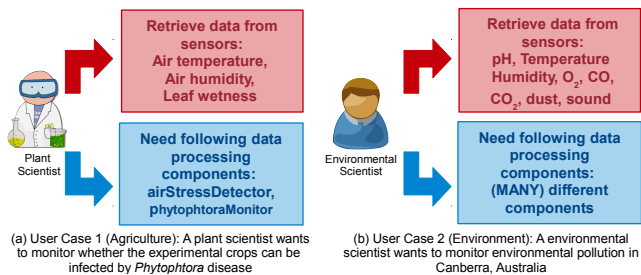 Retrieve data from
sensors:
Air temperature,
Air humidity,
Leaf wetness
Plant
Scientist
Need following data
processing
components:
airStressDetector,
phytophtoraMonitor
(a) User Case 1 (Agriculture): A plant scientist wants
to monitor whether the experimental crops can be
infected by Phytophtora disease
Retrieve data from
sensors:
pH, Temperature
Humidity, O₂, CO,
CO₂, dust, sound
Environmental
Scientist
Need following data
processing
components:
(MANY) different
components
(b) User Case 2 (Environment): A environmental
scientist wants to monitor environmental pollution in
Canberra, Australia